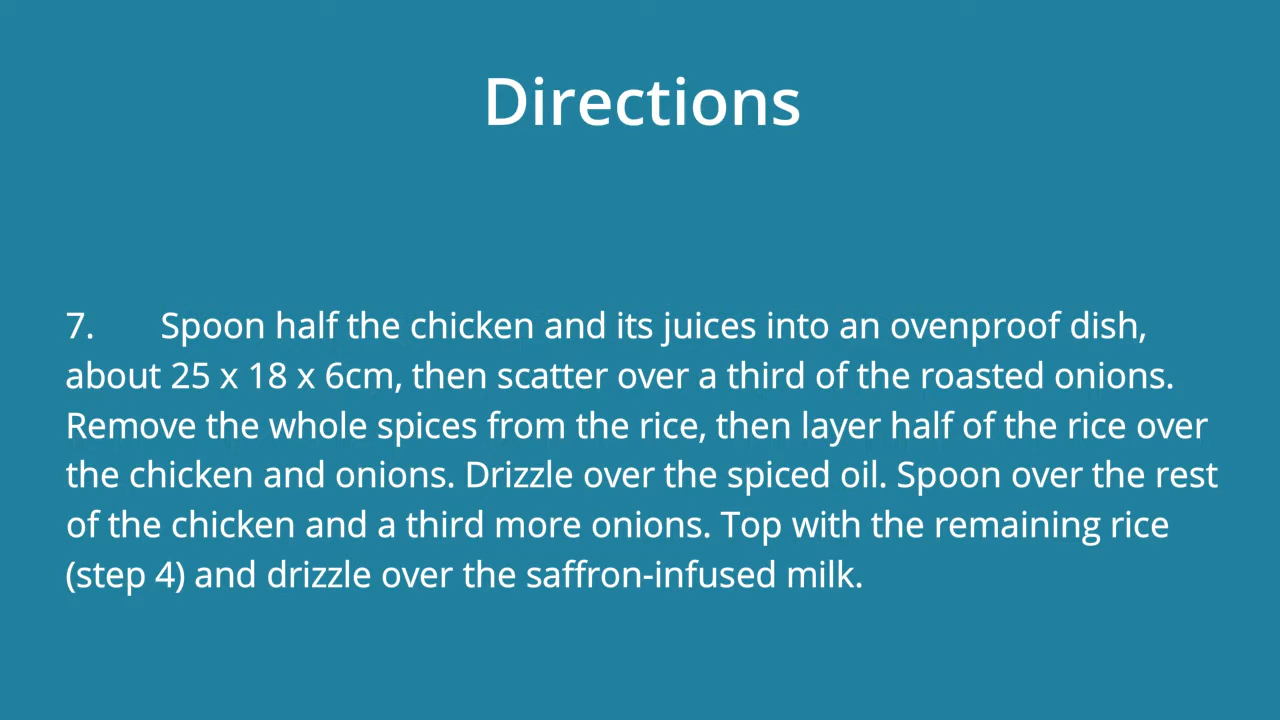 Directions
7. Spoon half the chicken and its juices into an ovenproof dish,
about 25 x 18 x 6cm, then scatter over a third of the roasted onions.
Remove the whole spices from the rice, then layer half of the rice over
the chicken and onions. Drizzle over the spiced oil. Spoon over the rest
of the chicken and a third more onions. Top with the remaining rice
(step 4) and drizzle over the saffron-infused milk.